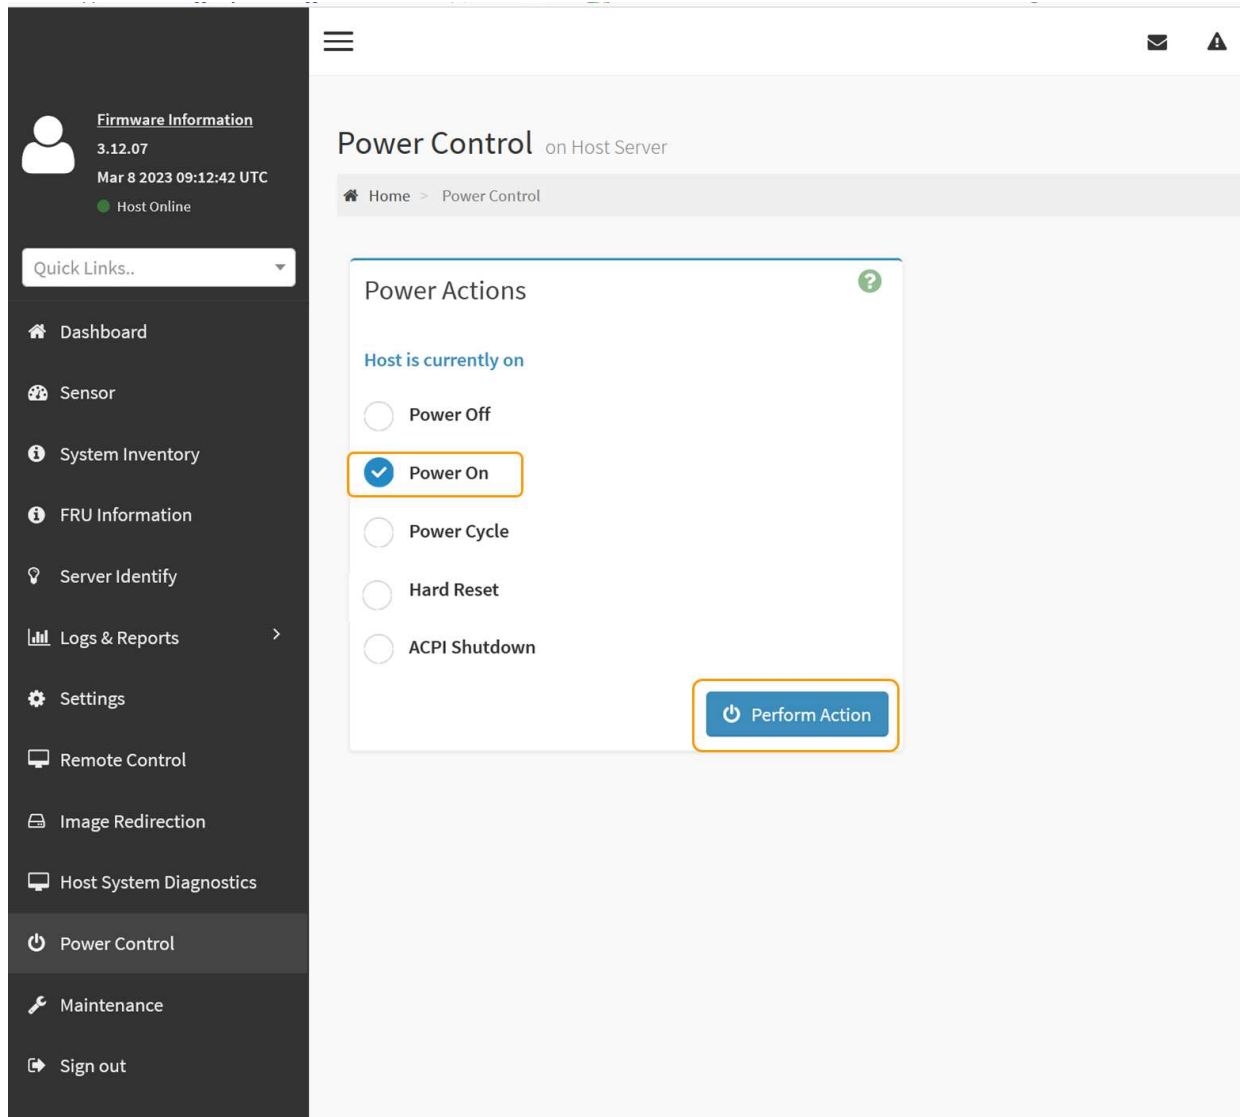 Firmware Information
3.12.07
Mar 8 2023 09:12:42 UTC
Host Online
Quick Links..
Dashboard
Sensor
System Inventory
FRU Information
Server Identify
Logs & Reports
Settings
Remote Control
Image Redirection
Host System Diagnostics
Power Control
Maintenance
Sign out
Power Control on Host Server
Home > Power Control
Power Actions
Host is currently on
Power Off
Power On
Power Cycle
Hard Reset
ACPI Shutdown
Perform Action